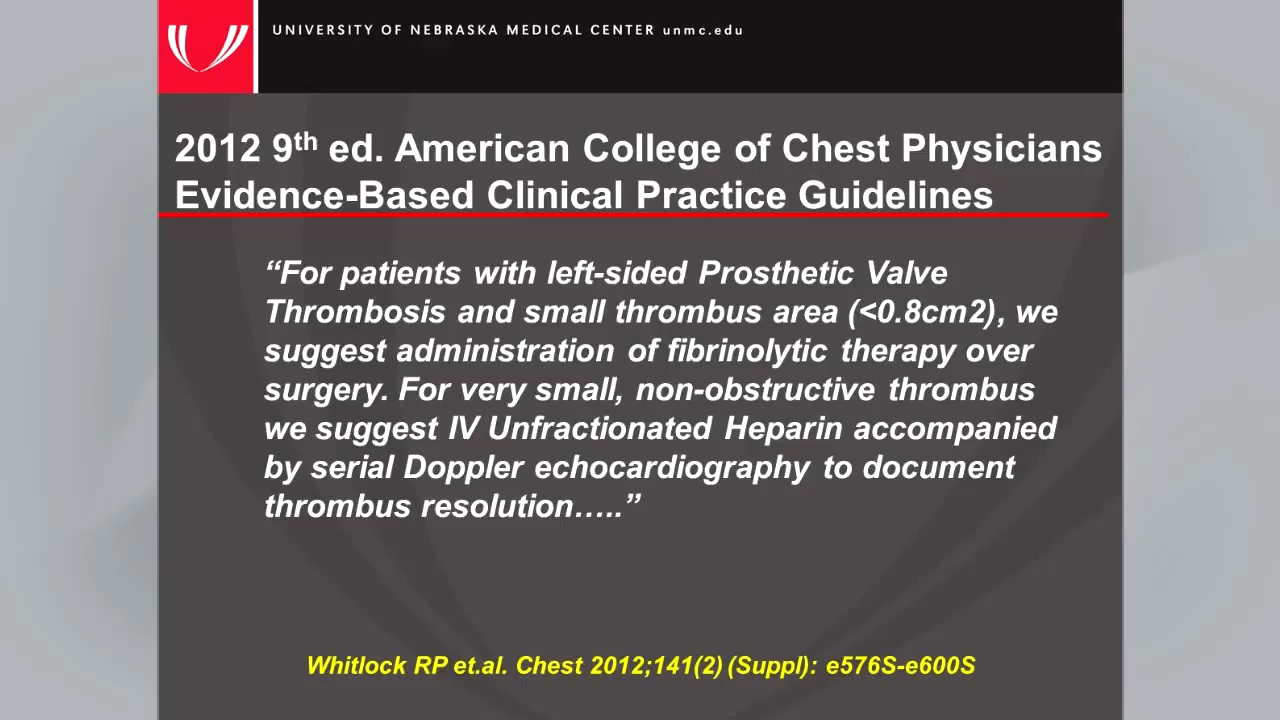 UNIVERSITY OF NEBRASKA MEDICAL CENTER unmc.edu
2012 9th ed. American College of Chest Physicians
Evidence-Based Clinical Practice Guidelines
“For patients with left-sided Prosthetic Valve
Thrombosis and small thrombus area (<0.8cm2), we
suggest administration of fibrinolytic therapy over
surgery. For very small, non-obstructive thrombus
we suggest IV Unfractionated Heparin accompanied
by serial Doppler echocardiography to document
thrombus resolution…..”
Whitlock RP et.al. Chest 2012;141(2) (Suppl): e576S-e600S